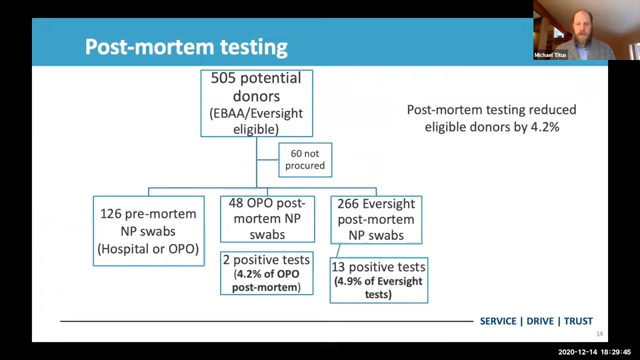 Post-mortem testing
Michael Titus
505 potential
donors
(EBAA/Eversight
eligible)
Post-mortem testing reduced
eligible donors by 4.2%
60 not
procured
126 pre-mortem
NP swabs
(Hospital or OPO)
48 OPO post-
mortem NP
swabs
266 Eversight
post-mortem
NP swabs
2 positive tests
(4.2% of OPO
post-mortem)
13 positive tests
(4.9% of Eversight
tests)
SERVICE | DRIVE | TRUST
14
2020-12-14 18:29:45